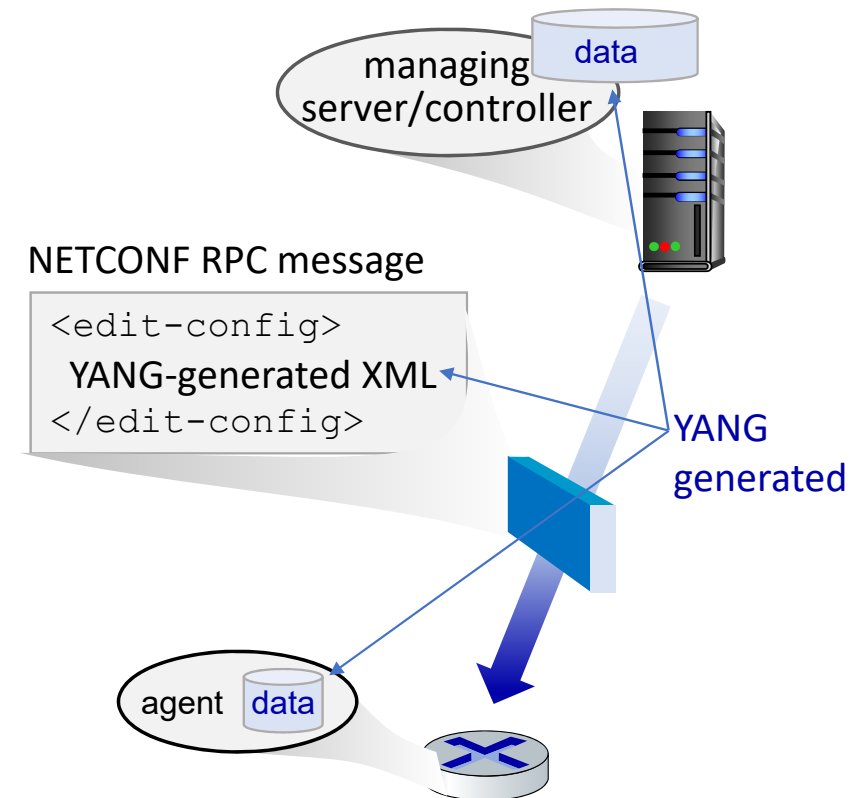 data
managing
server/controller
NETCONF RPC message
<edit-config>
YANG-generated XML
</edit-config>
YANG
generated
agent
data